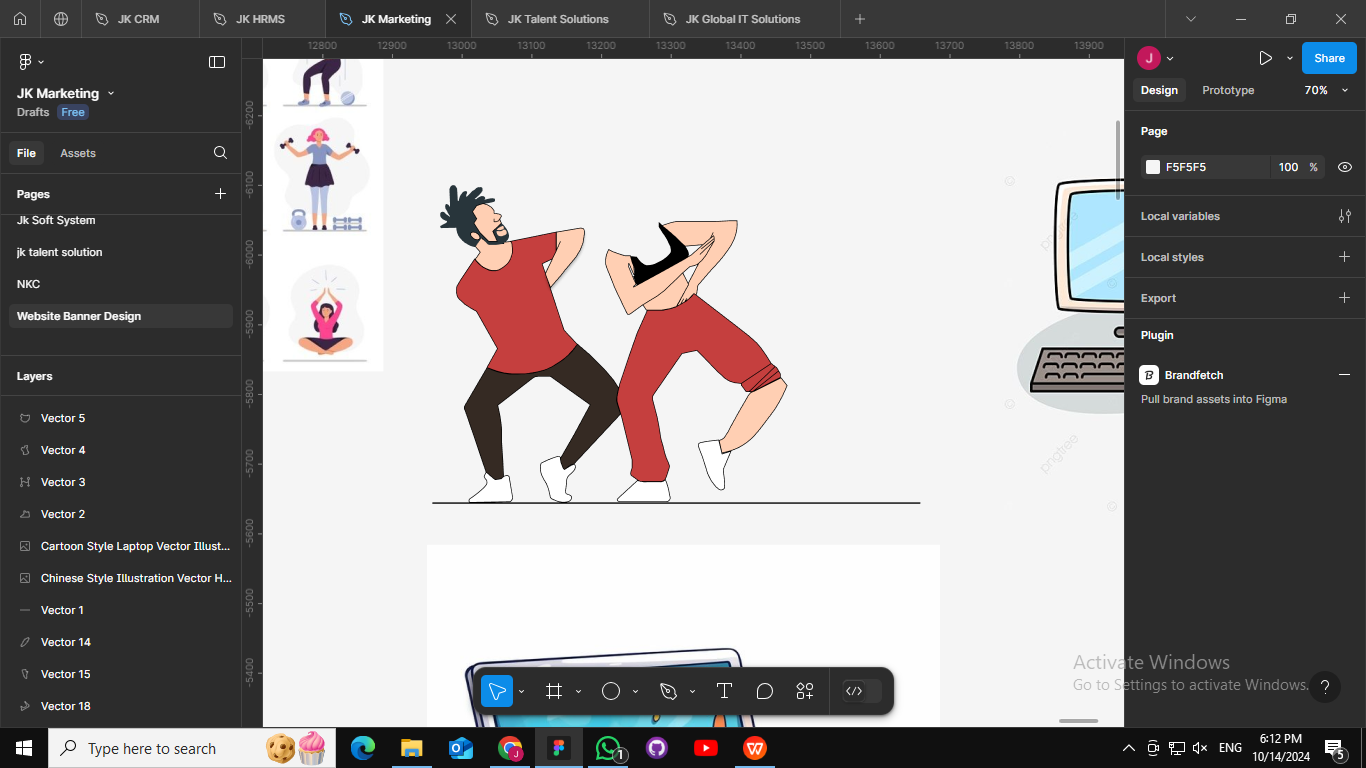 JK CRM
JK HRMS
JK Marketing
JK Talent Solutions
JK Global IT Solutions
12800 12900 13000 13100 13200 13300 13400 13500 13600 13700 13800 13900
J
Share
JK Marketing
Drafts Free
Design Prototype 70%
File Assets
Page
F5F5F5 100 %
Pages
Jk Soft System
jk talent solution
NKC
Website Banner Design
Local variables
Local styles
Export
Plugin
Brandfetch
Pull brand assets into Figma
Layers
Vector 5
Vector 4
Vector 3
Vector 2
Cartoon Style Laptop Vector Illust...
Chinese Style Illustration Vector H...
Vector 1
Vector 14
Vector 15
Vector 18
-6200
-6100
-6000
-5900
-5800
-5700
-5600
-5500
-5400
pngtree
pngtree
T
Activate Windows
Go to Settings to activate Windows.
?
Type here to search
1
ENG
6:12 PM
10/14/2024
5